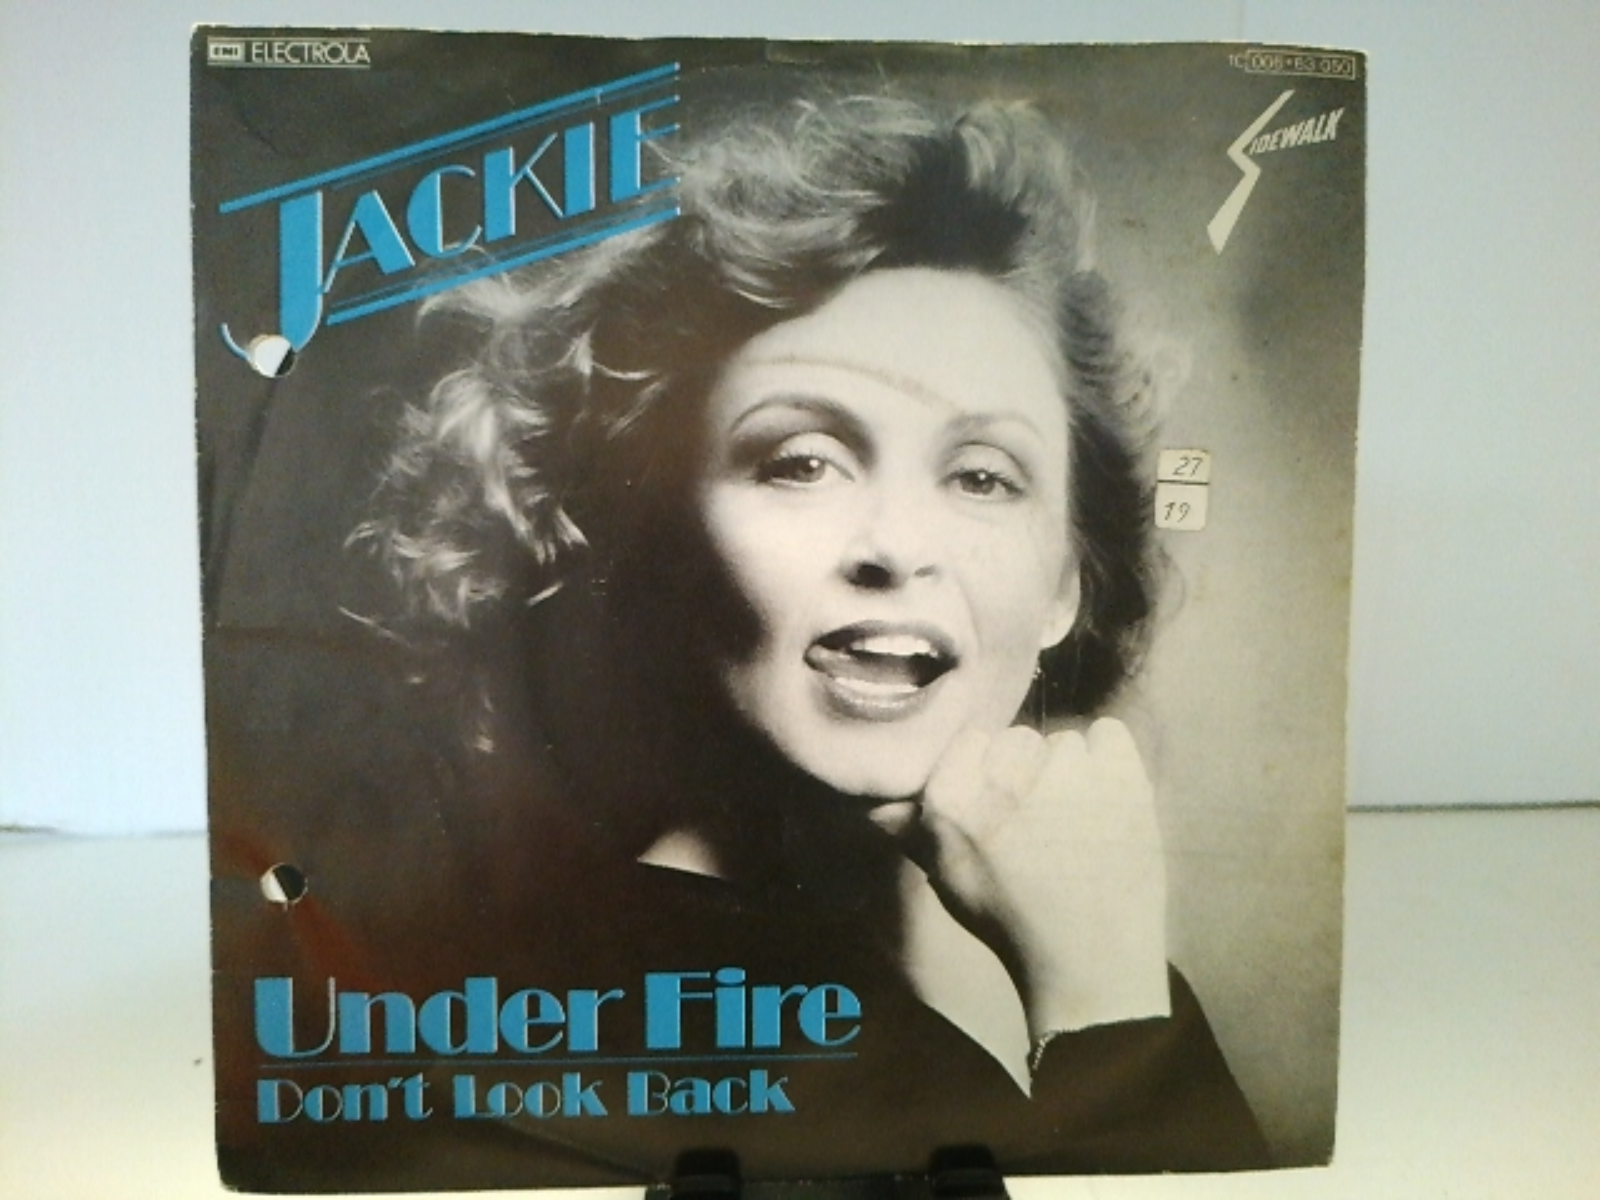 EMI ELECTROLA
1C 006-63 050
SIDEWALK
JACKIE
27
19
Under Fire
Don't Look Back